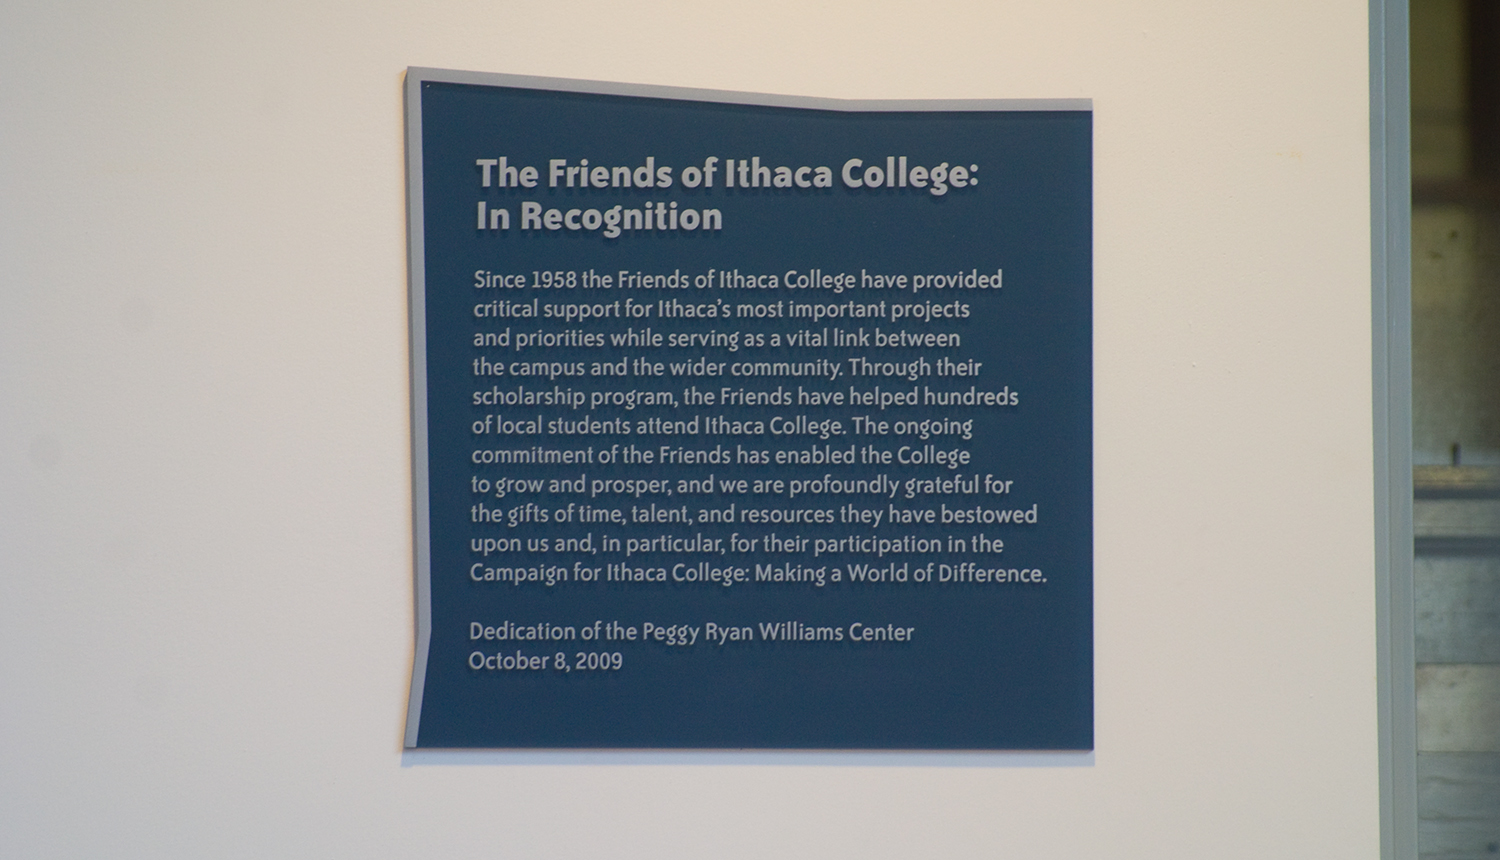 The Friends of Ithaca College:
In Recognition
Since 1958 the Friends of Ithaca College have provided
critical support for Ithaca’s most important projects
and priorities while serving as a vital link between
the campus and the wider community. Through their
scholarship program, the Friends have helped hundreds
of local students attend Ithaca College. The ongoing
commitment of the Friends has enabled the College
to grow and prosper, and we are profoundly grateful for
the gifts of time, talent, and resources they have bestowed
upon us and, in particular, for their participation in the
Campaign for Ithaca College: Making a World of Difference.
Dedication of the Peggy Ryan Williams Center
October 8, 2009